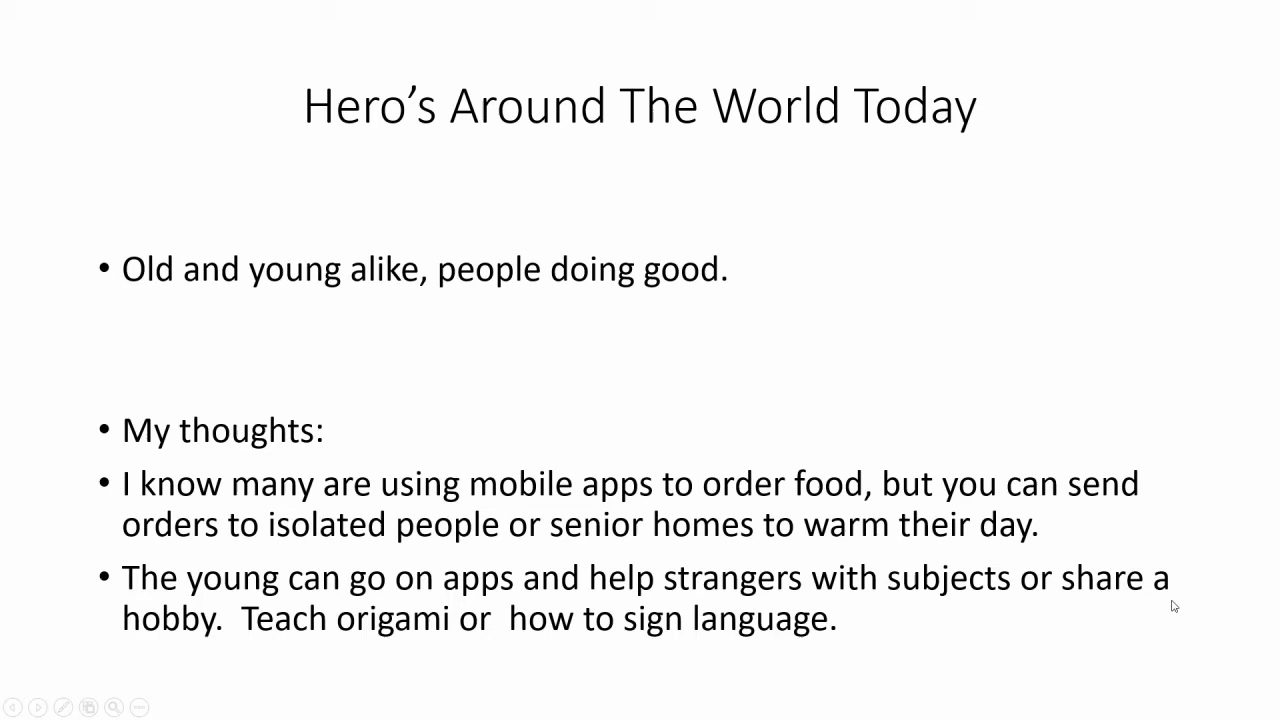 Hero’s Around The World Today
• Old and young alike, people doing good.
• My thoughts:
• I know many are using mobile apps to order food, but you can send
orders to isolated people or senior homes to warm their day.
• The young can go on apps and help strangers with subjects or share a
hobby.  Teach origami or  how to sign language.